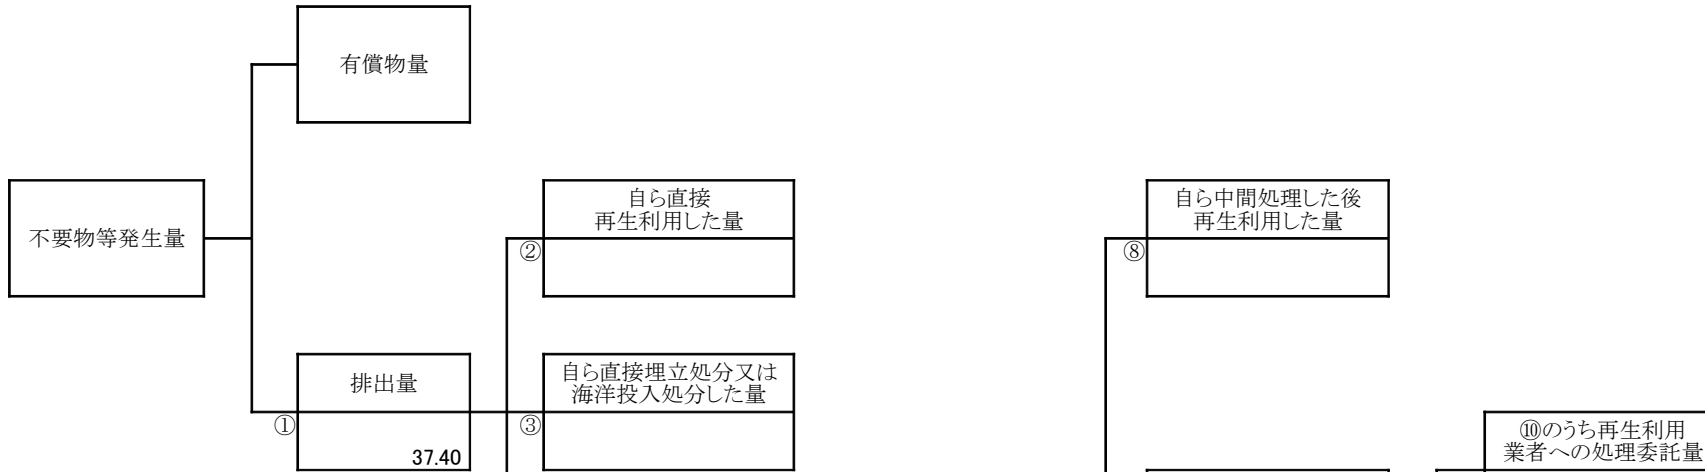 有償物量
不要物等発生量
自ら直接
再生利用した量
②
自ら中間処理した後
再生利用した量
⑧
排出量
①
37.40
自ら直接埋立処分又は
海洋投入処分した量
③
⑩のうち再生利用
業者への処理委託量